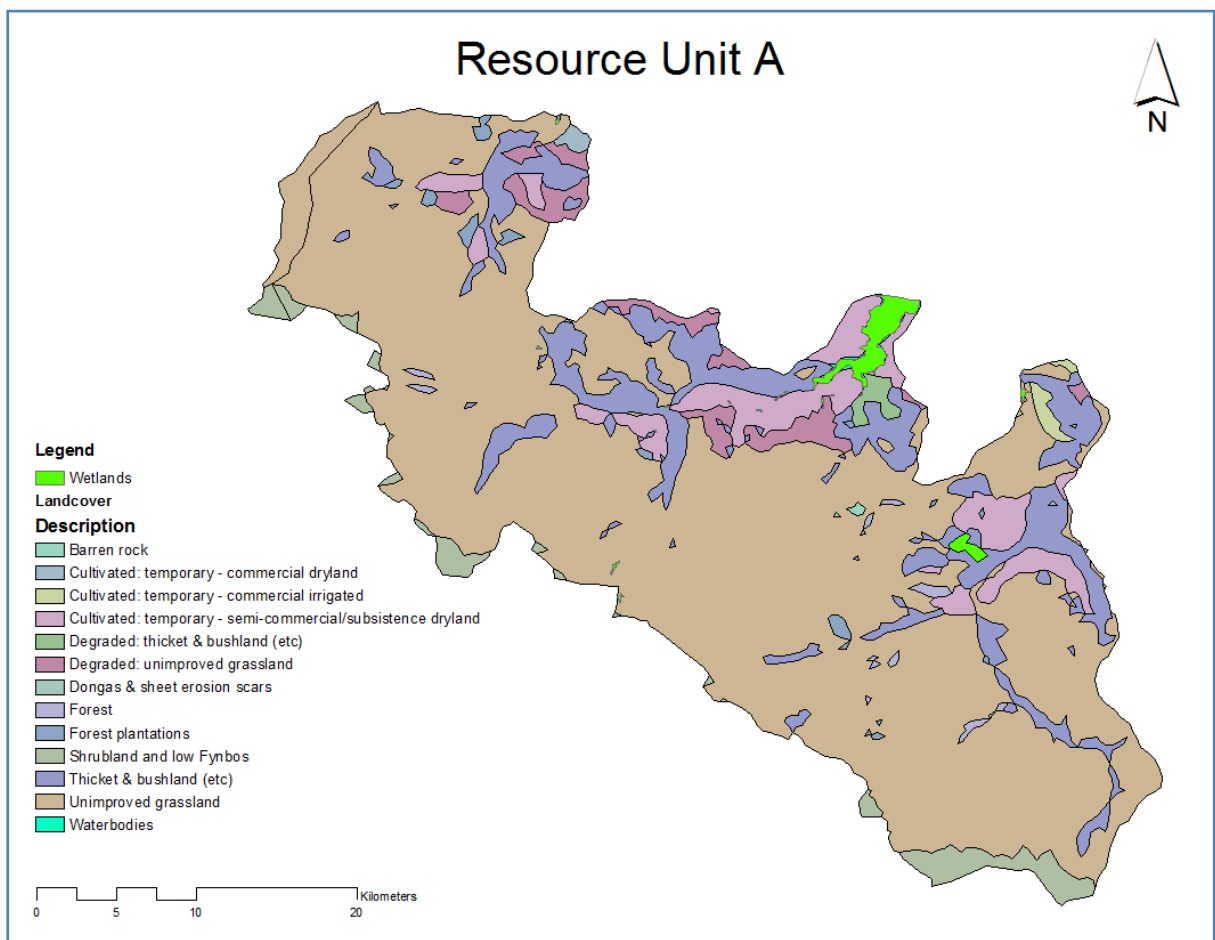 Resource Unit A
N
Legend
Wetlands
Landcover
Description
Barren rock
Cultivated: temporary - commercial dryland
Cultivated: temporary - commercial irrigated
Cultivated: temporary - semi-commercial/subsistence dryland
Degraded: thicket & bushland (etc)
Degraded: unimproved grassland
Dongas & sheet erosion scars
Forest
Forest plantations
Shrubland and low Fynbos
Thicket & bushland (etc)
Unimproved grassland
Waterbodies
Kilometers
0 5 10 20